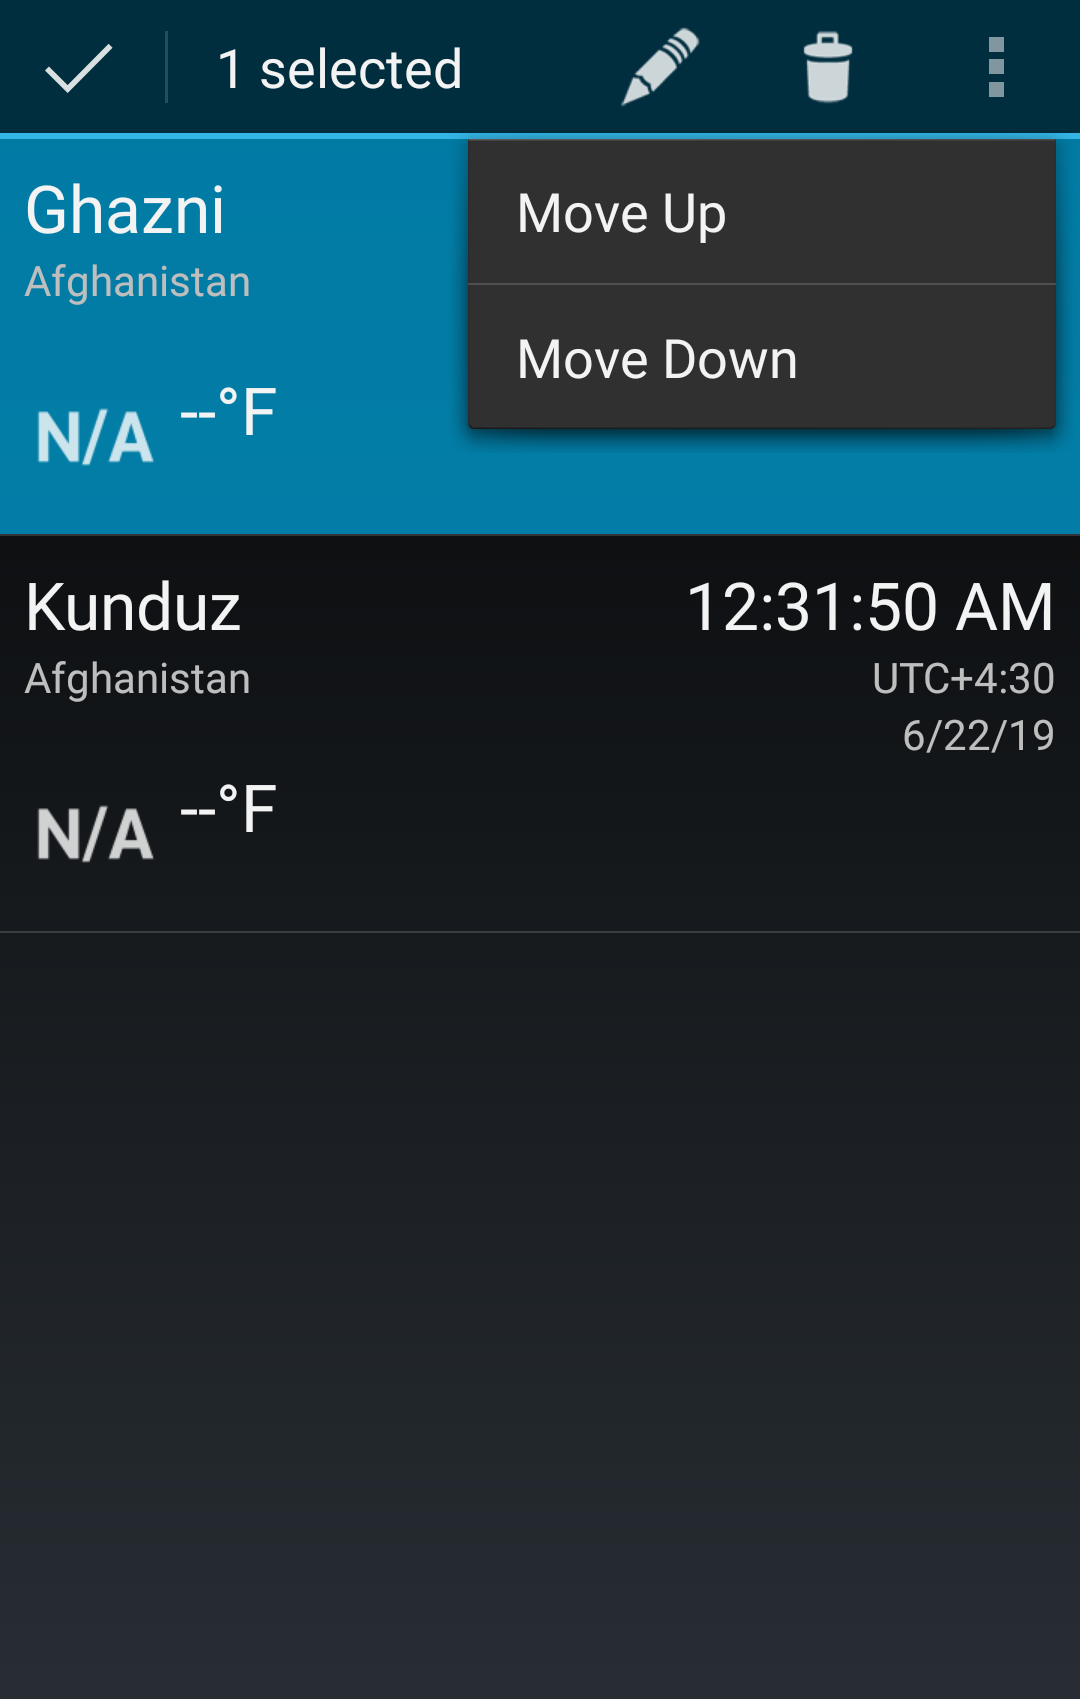 1 selected
Move Up
Move Down
Ghazni
Afghanistan
N/A --°F
Kunduz
12:31:50 AM
Afghanistan
UTC+4:30
6/22/19
N/A --°F